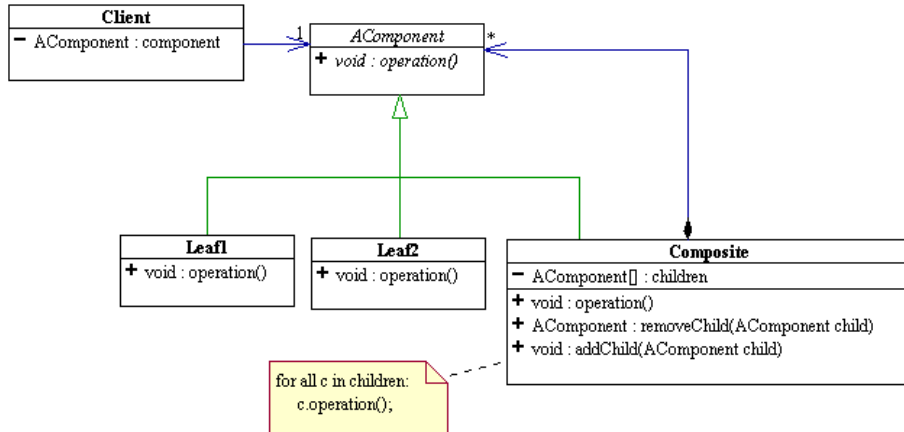 Client
− AComponent : component
1
AComponent
+ void : operation()
*
Leaf1
+ void : operation()
Leaf2
+ void : operation()
Composite
− AComponent[] : children
+ void : operation()
+ AComponent : removeChild(AComponent child)
+ void : addChild(AComponent child)
for all c in children:
c.operation();